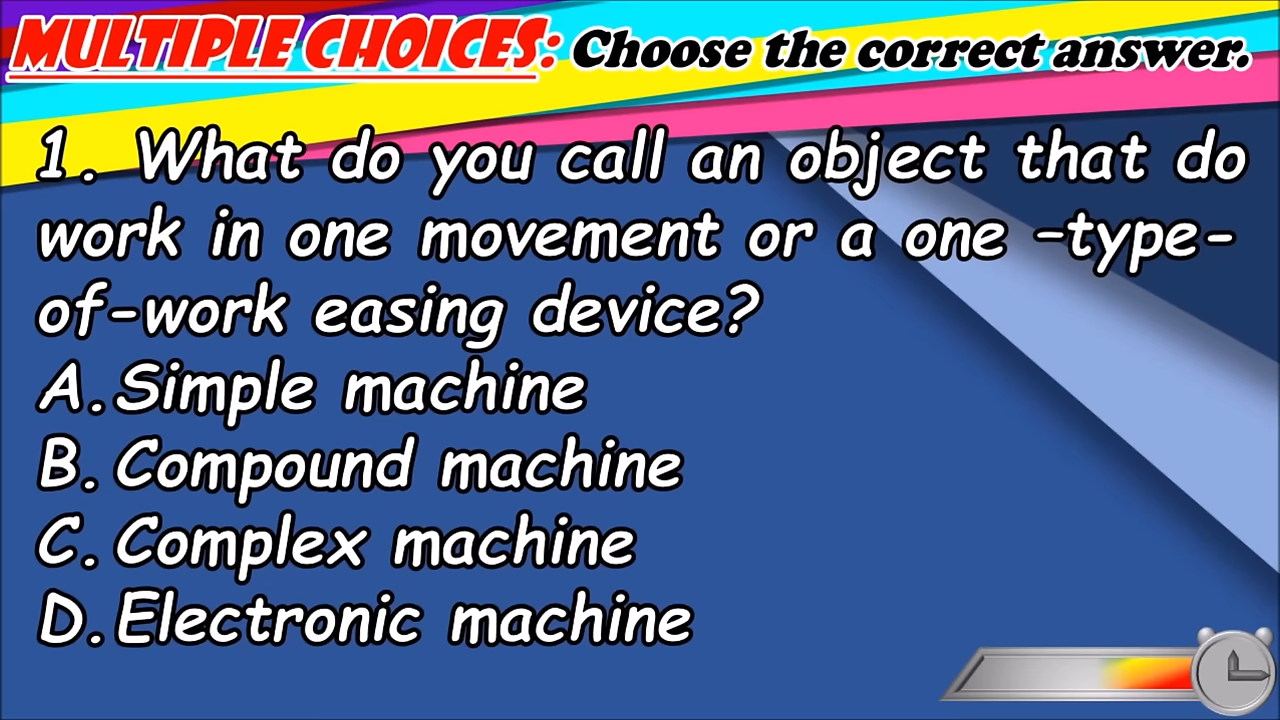 MULTIPLE CHOICES: Choose the correct answer.
1. What do you call an object that do
work in one movement or a one –type-
of-work easing device?
A. Simple machine
B. Compound machine
C. Complex machine
D. Electronic machine